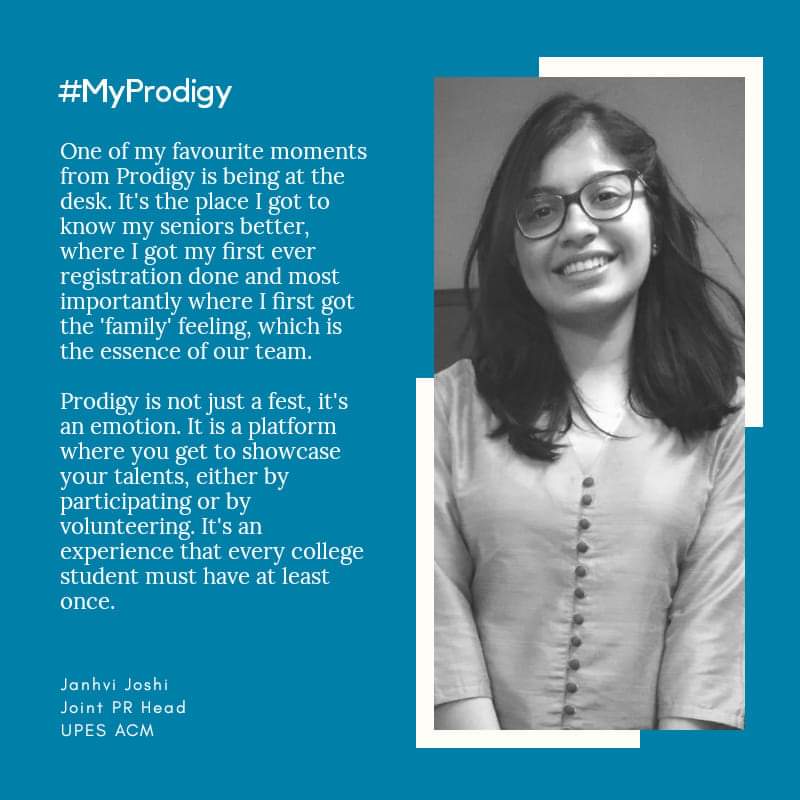 #MyProdigy
One of my favourite moments
from Prodigy is being at the
desk. It's the place I got to
know my seniors better,
where I got my first ever
registration done and most
importantly where I first got
the 'family' feeling, which is
the essence of our team.
Prodigy is not just a fest, it's
an emotion. It is a platform
where you get to showcase
your talents, either by
participating or by
volunteering. It's an
experience that every college
student must have at least
once.
Janhvi Joshi
Joint PR Head
UPES ACM